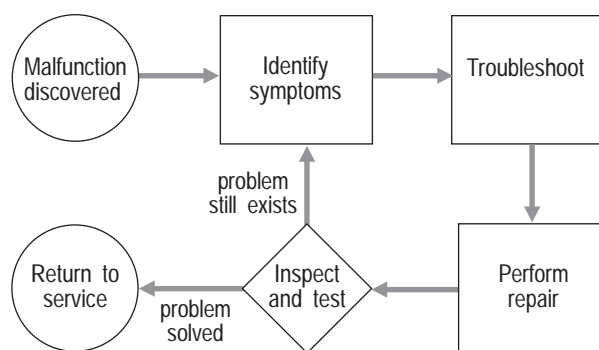 Malfunction
discovered
Identify
symptoms
Troubleshoot
problem
still exists
Return to
service
problem
solved
Inspect
and test
Perform
repair